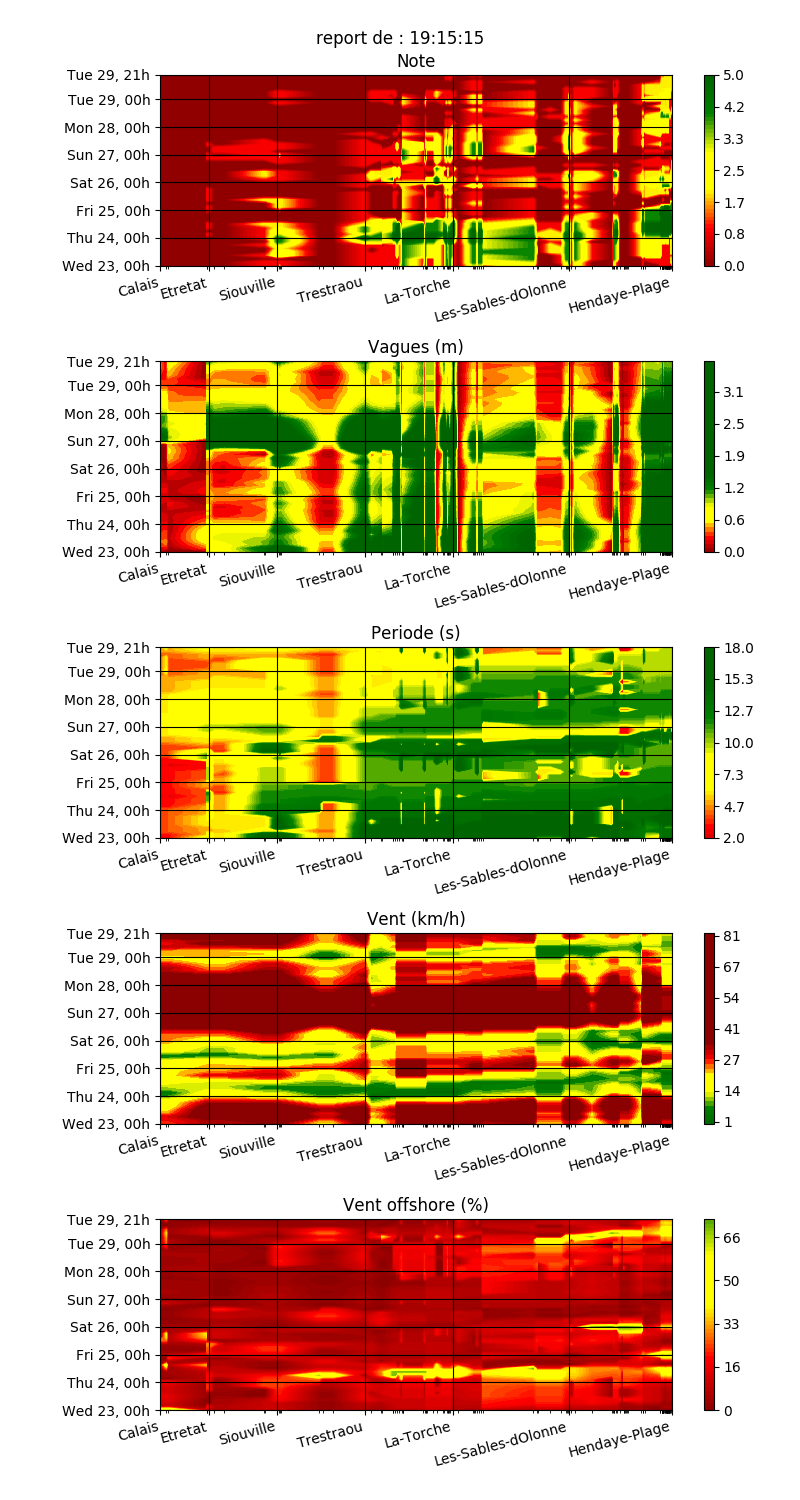 report de : 19:15:15
Note
Tue 29, 21h
Tue 29, 00h
Mon 28, 00h
Sun 27, 00h
Sat 26, 00h
Fri 25, 00h
Thu 24, 00h
Wed 23, 00h
5.0
4.2
3.3
2.5
1.7
0.8
0.0
Calais
Etretat
Siouville
Trestraou
La-Torche
Les-Sables-dOlonne
Hendaye-Plage
Vagues (m)
Tue 29, 21h
Tue 29, 00h
Mon 28, 00h
Sun 27, 00h
Sat 26, 00h
Fri 25, 00h
Thu 24, 00h
Wed 23, 00h
3.1
2.5
1.9
1.2
0.6
0.0
Calais
Etretat
Siouville
Trestraou
La-Torche
Les-Sables-dOlonne
Hendaye-Plage
Periode (s)
Tue 29, 21h
Tue 29, 00h
Mon 28, 00h
Sun 27, 00h
Sat 26, 00h
Fri 25, 00h
Thu 24, 00h
Wed 23, 00h
18.0
15.3
12.7
10.0
7.3
4.7
2.0
Calais
Etretat
Siouville
Trestraou
La-Torche
Les-Sables-dOlonne
Hendaye-Plage
Vent (km/h)
Tue 29, 21h
Tue 29, 00h
Mon 28, 00h
Sun 27, 00h
Sat 26, 00h
Fri 25, 00h
Thu 24, 00h
Wed 23, 00h
81
67
54
41
27
14
1
Calais
Etretat
Siouville
Trestraou
La-Torche
Les-Sables-dOlonne
Hendaye-Plage
Vent offshore (%)
Tue 29, 21h
Tue 29, 00h
Mon 28, 00h
Sun 27, 00h
Sat 26, 00h
Fri 25, 00h
Thu 24, 00h
Wed 23, 00h
66
50
33
16
0
Calais
Etretat
Siouville
Trestraou
La-Torche
Les-Sables-dOlonne
Hendaye-Plage